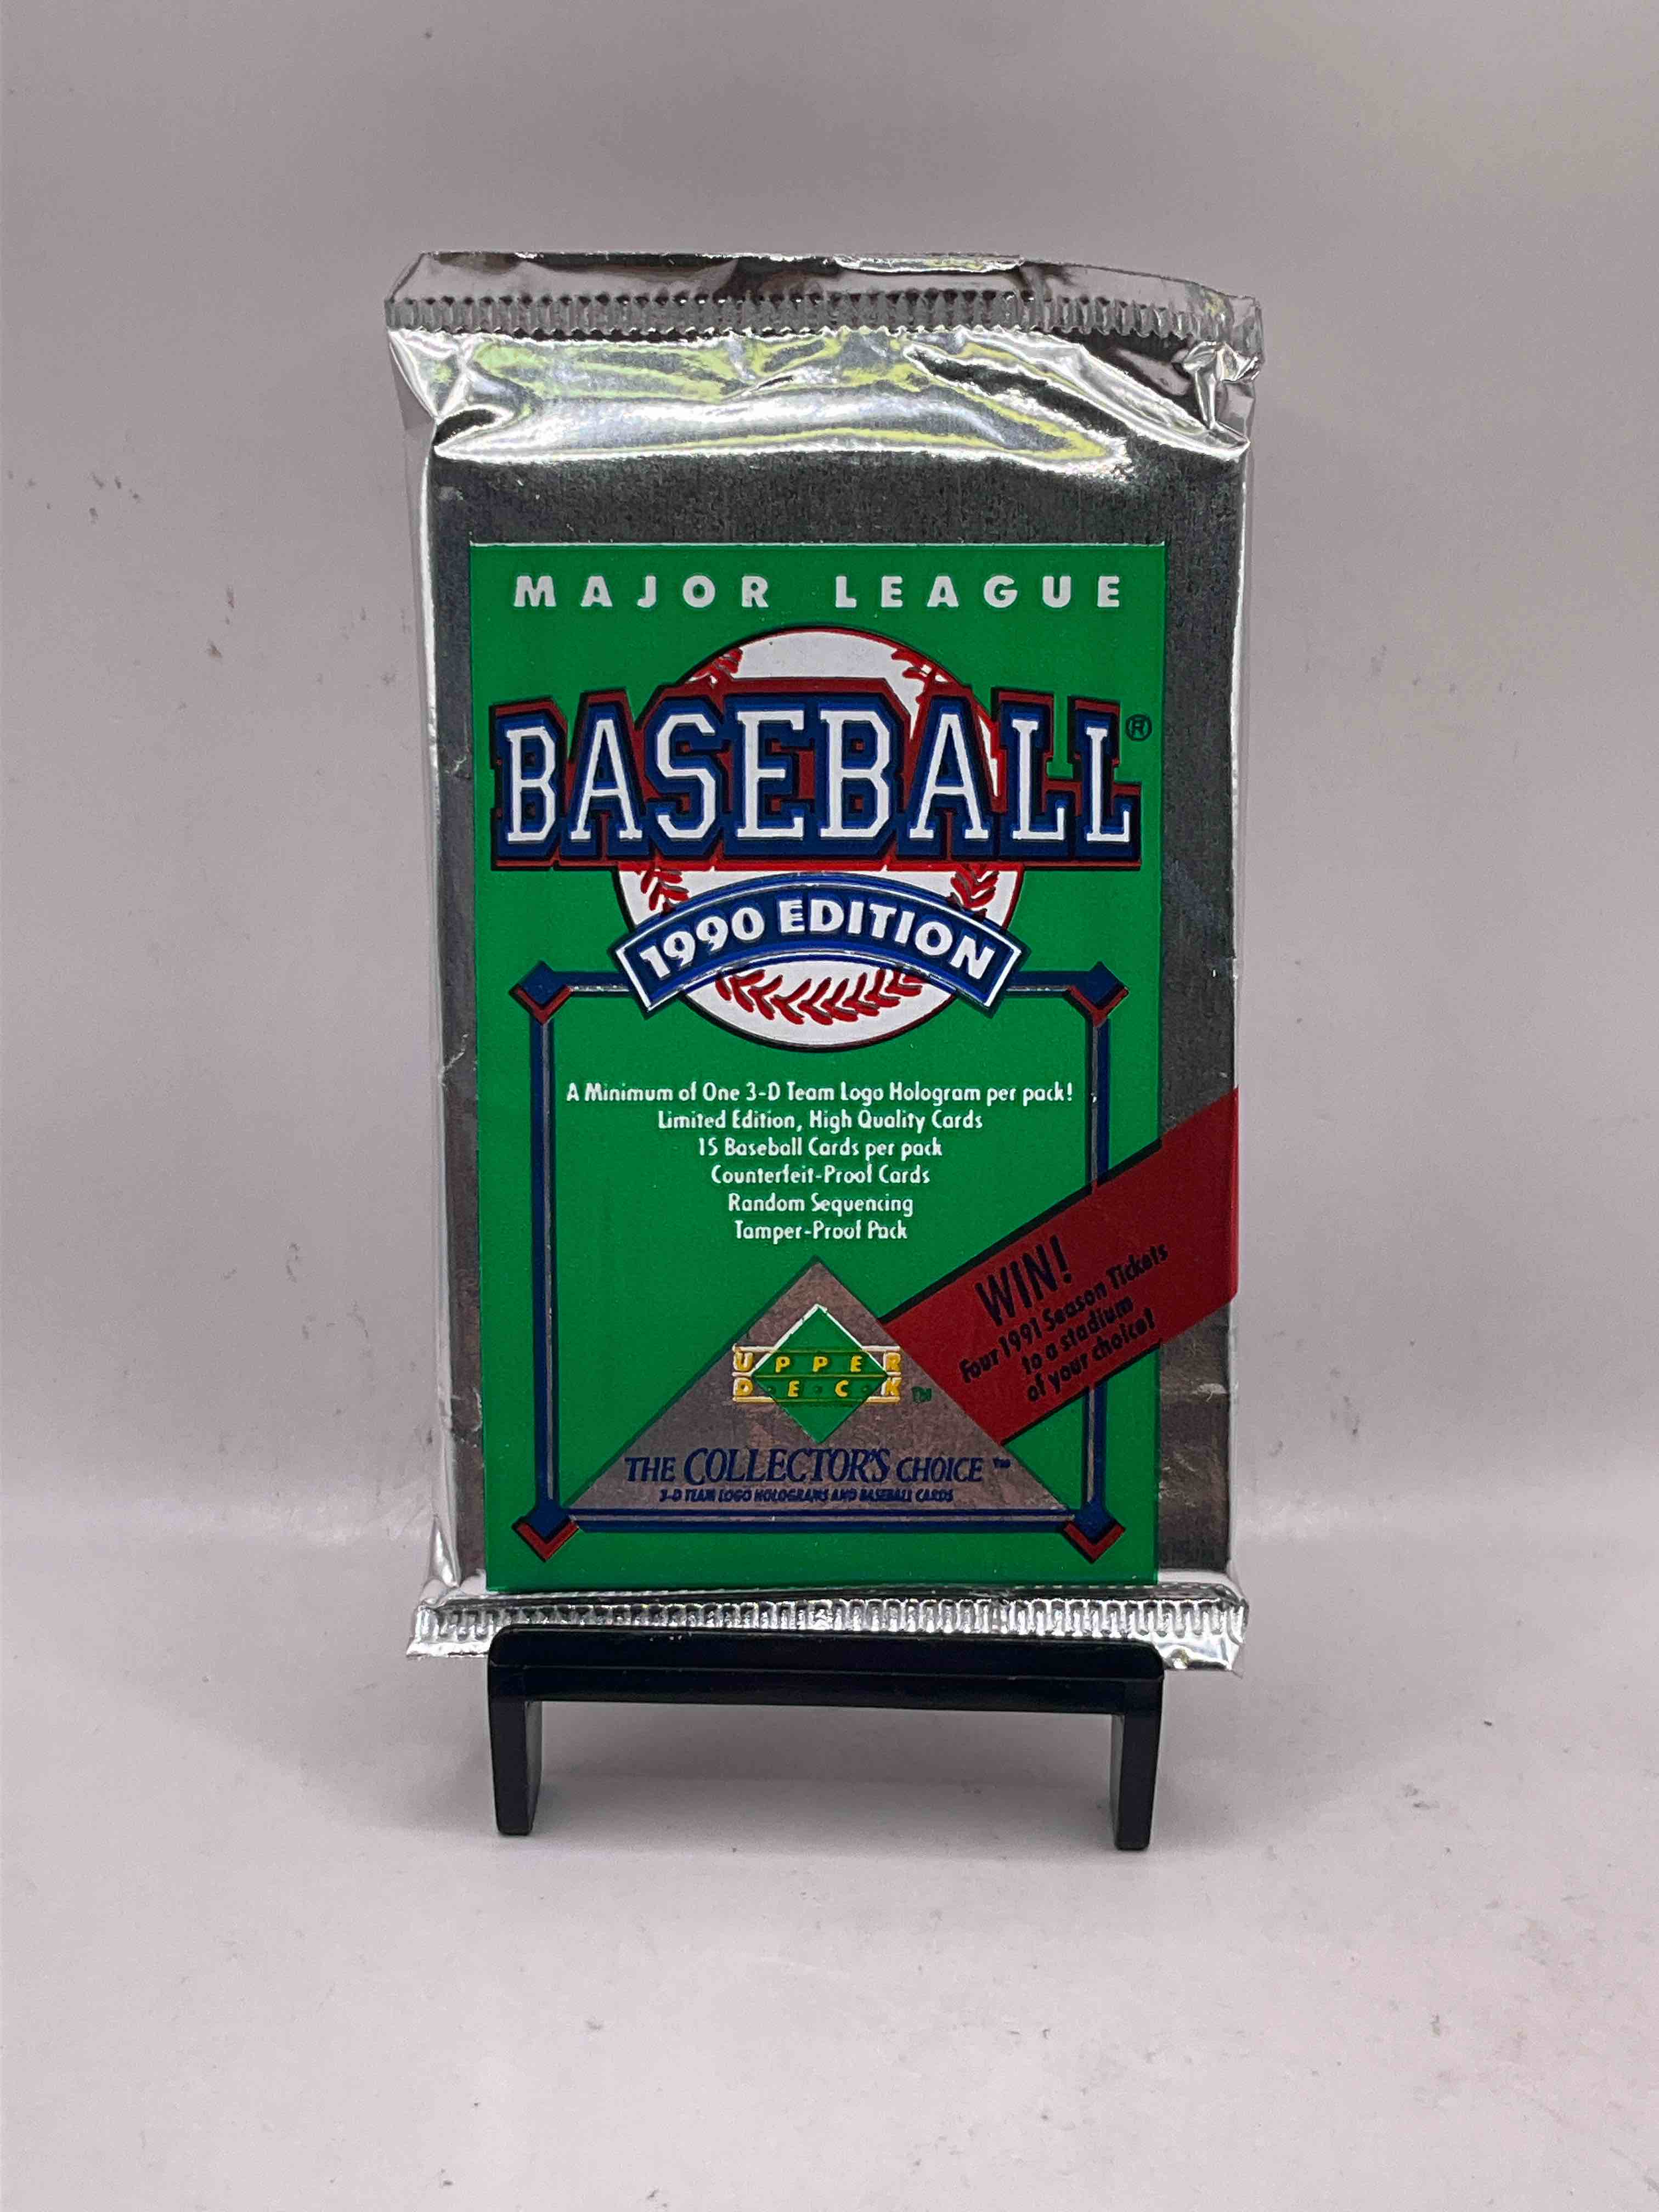 MAJOR LEAGUE
BASEBALL®
1990 EDITION
A Minimum of One 3-D Team Logo Hologram per pack!
Limited Edition, High Quality Cards
15 Baseball Cards per pack
Counterfeit-Proof Cards
Random Sequencing
Tamper-Proof Pack
WIN!
Four 1991 Season Tickets
to a stadium
of your choice!
UPPER
DECK™
THE COLLECTOR'S CHOICE™
3-D TEAM LOGO HOLOGRAMS AND BASEBALL CARDS